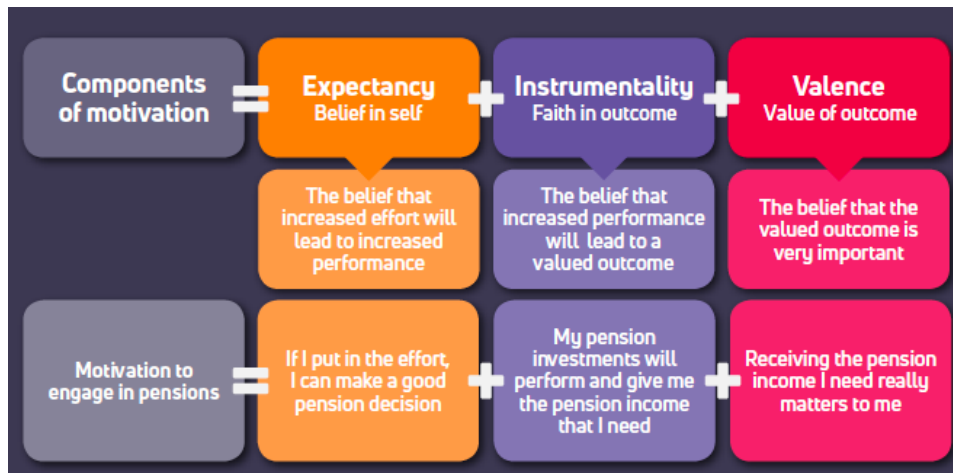 Components
of motivation
=
Expectancy
Belief in self
+
Instrumentality
Faith in outcome
+
Valence
Value of outcome
The belief that
increased effort will
lead to increased
performance
The belief that
increased performance
will lead to a
valued outcome
The belief that the
valued outcome is
very important
Motivation to
engage in pensions
=
If I put in the effort,
I can make a good
pension decision
+
My pension
investments will
perform and give me
the pension income
that I need
+
Receiving the pension
income I need really
matters to me